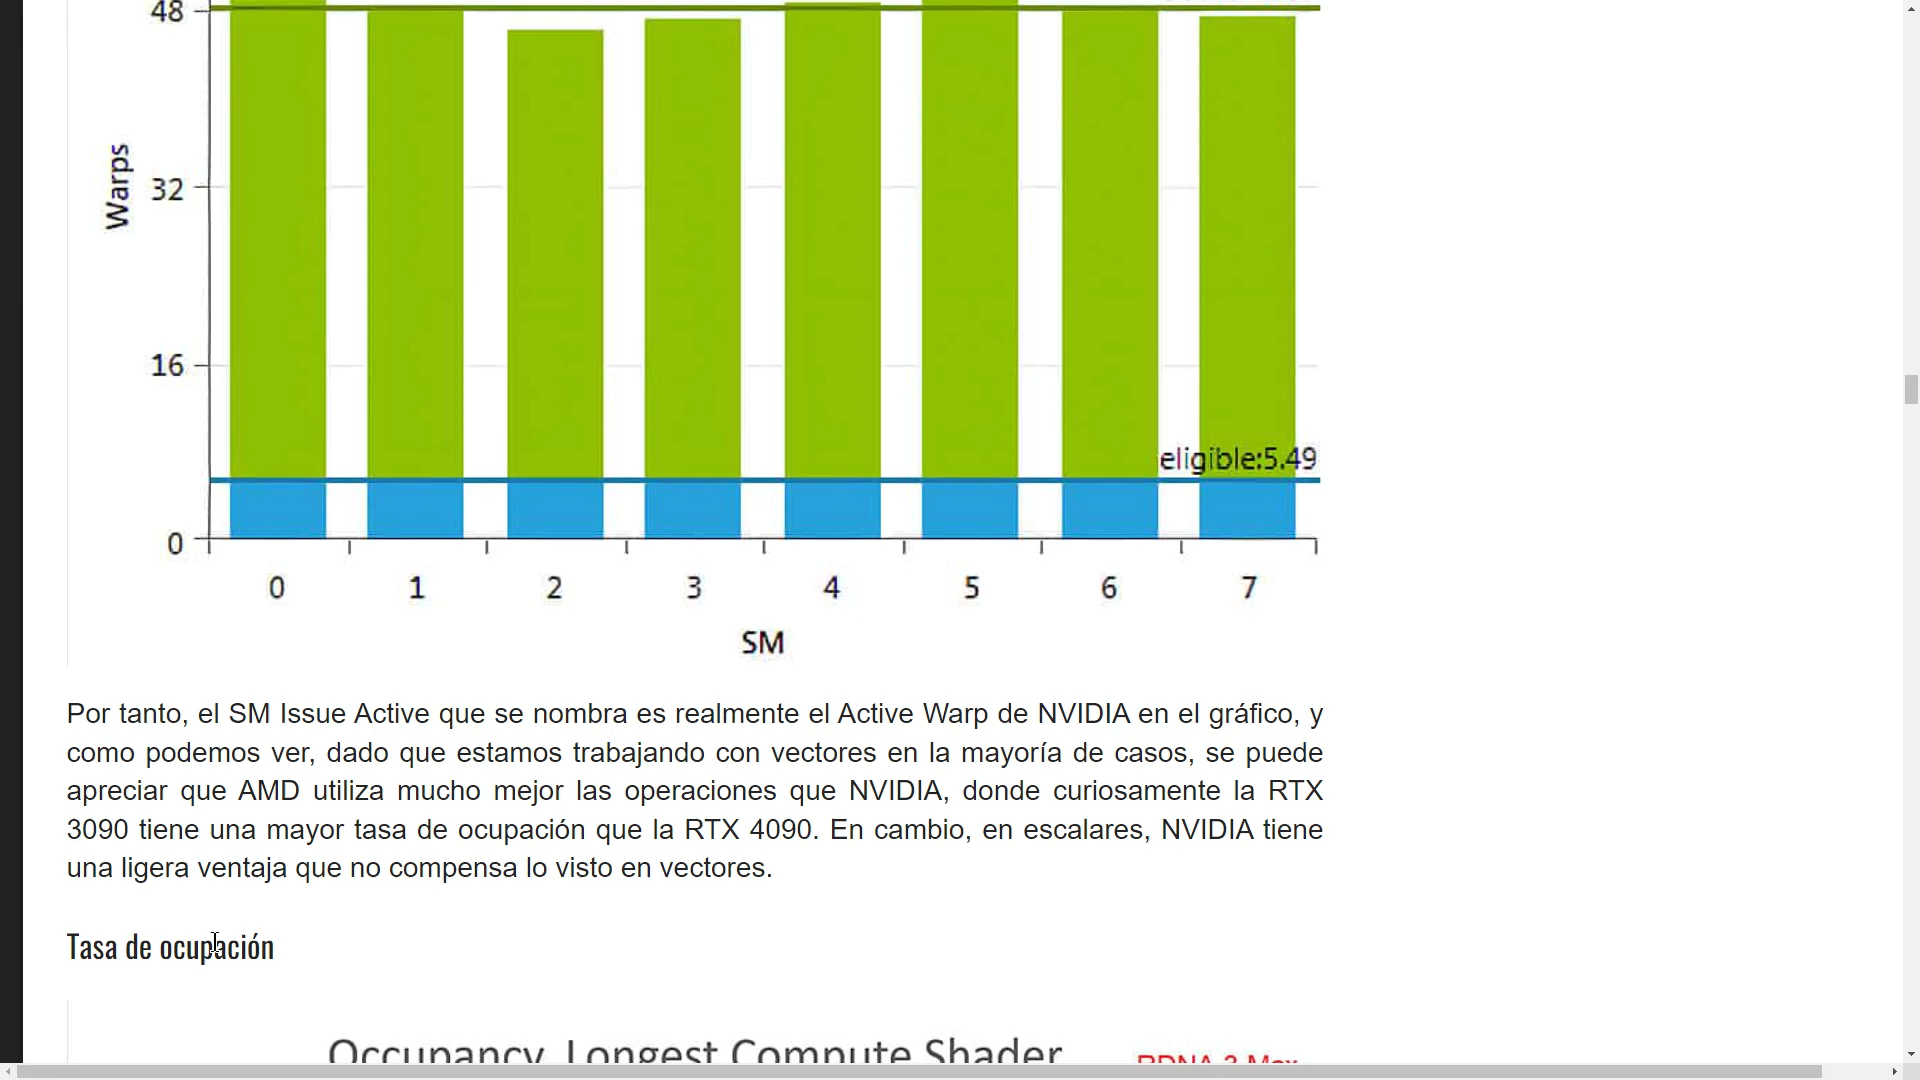 48
Warps
32
16
eligible:5.49
0
0 1 2 3 4 5 6 7
SM
Por tanto, el SM Issue Active que se nombra es realmente el Active Warp de NVIDIA en el gráfico, y
como podemos ver, dado que estamos trabajando con vectores en la mayoría de casos, se puede
apreciar que AMD utiliza mucho mejor las operaciones que NVIDIA, donde curiosamente la RTX
3090 tiene una mayor tasa de ocupación que la RTX 4090. En cambio, en escalares, NVIDIA tiene
una ligera ventaja que no compensa lo visto en vectores.
Tasa de ocupación
Occupancy, Longest Compute Shader
RDNA 3 Max